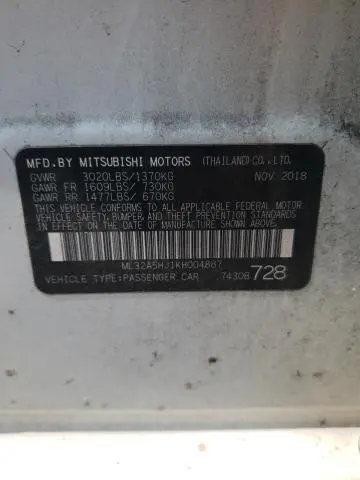 MFD.BY MITSUBISHI MOTORS (THAILAND) CO.,LTD.
GVWR 3020LBS/1370KG NOV 2018
GAWR FR 1609LBS/ 730KG
GAWR RR 1477LBS/ 670KG
THIS VEHICLE CONFORMS TO ALL APPLICABLE FEDERAL MOTOR
VEHICLE SAFETY, BUMPER, AND THEFT PREVENTION STANDARDS
IN EFFECT ON THE DATE OF MANUFACTURE SHOWN ABOVE.
ML32A5HJ1KH004887
VEHICLE TYPE:PASSENGER CAR 7430B 728